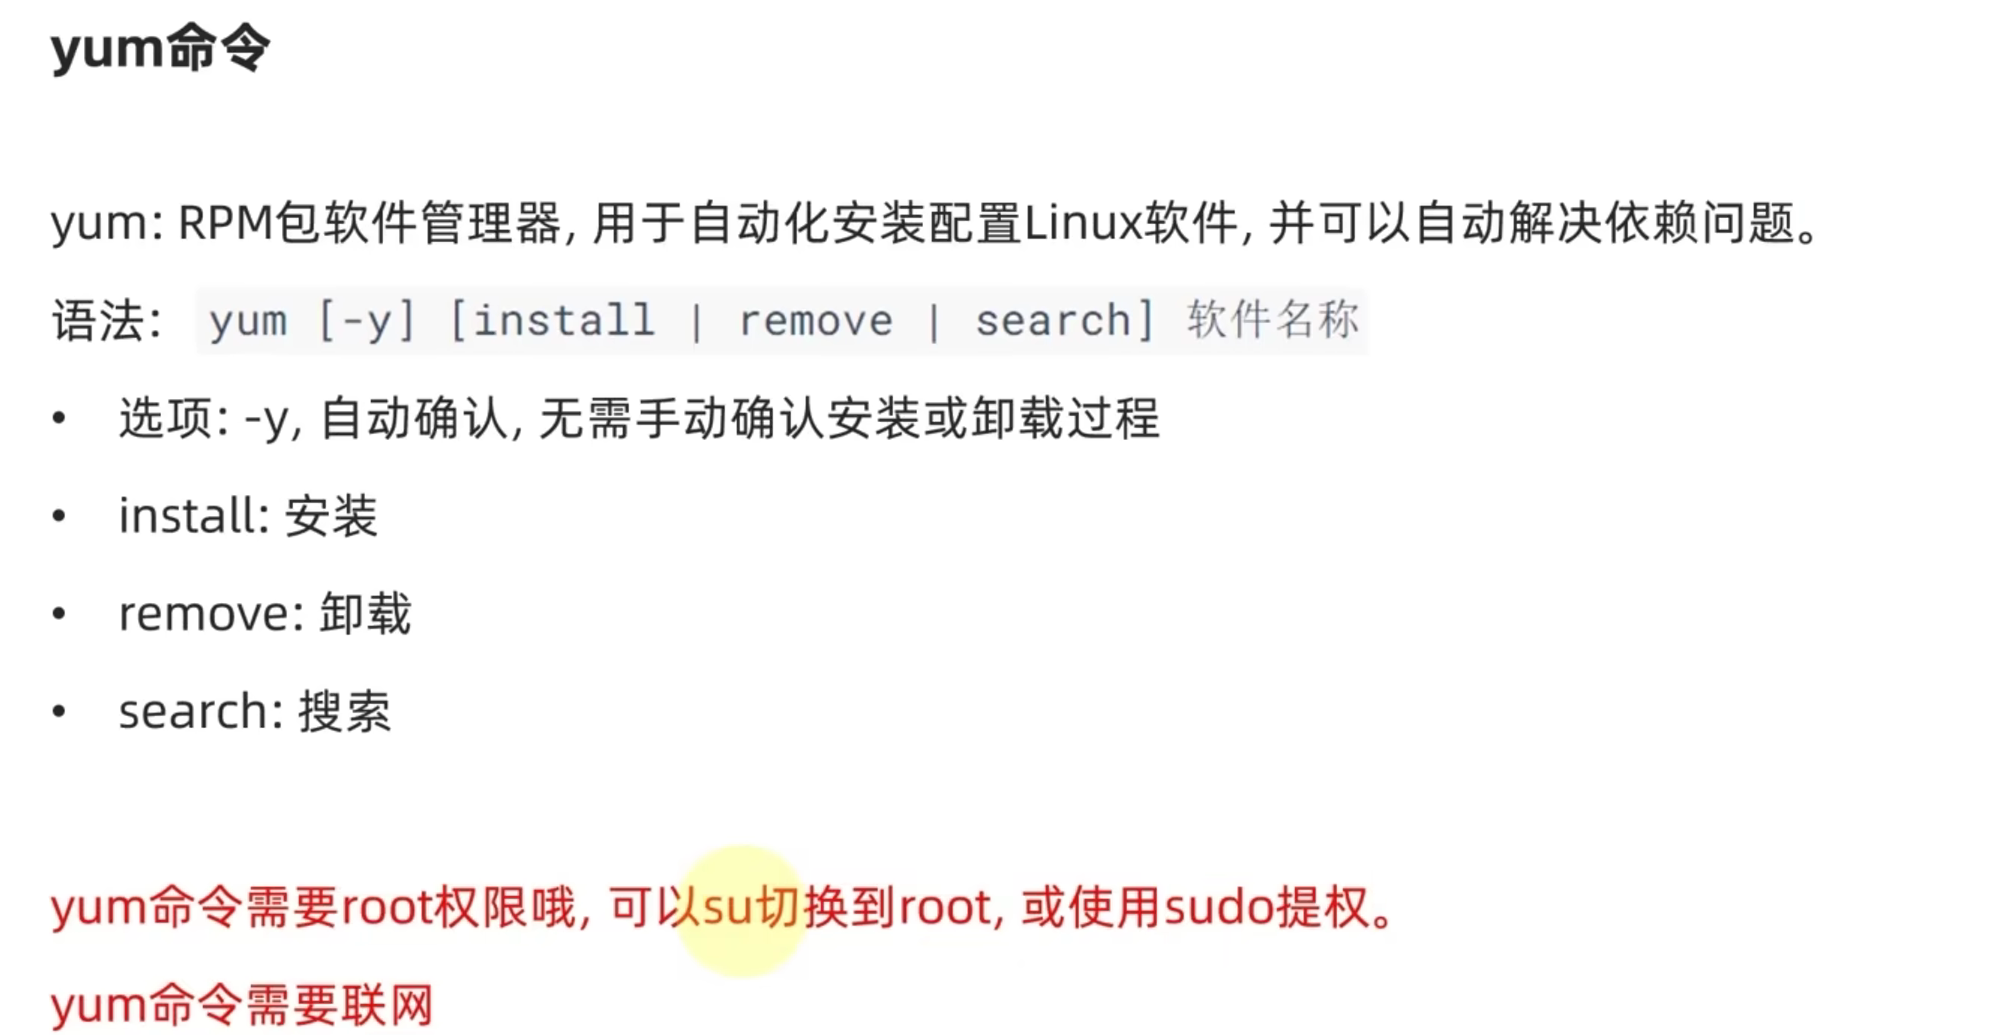 yum命令
yum: RPM包软件管理器, 用于自动化安装配置Linux软件, 并可以自动解决依赖问题。
语法： yum [-y] [install | remove | search] 软件名称
• 选项: -y, 自动确认, 无需手动确认安装或卸载过程
• install: 安装
• remove: 卸载
• search: 搜索
yum命令需要root权限哦, 可以su切换到root, 或使用sudo提权。
yum命令需要联网